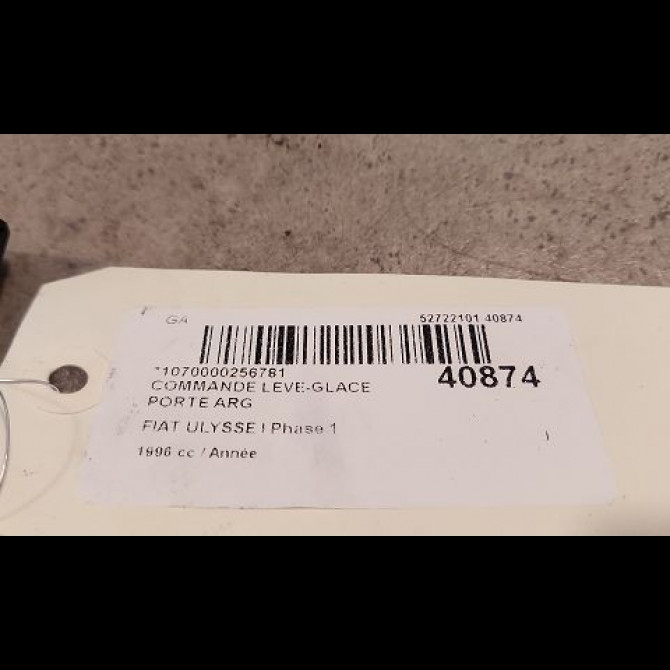 GA 52722101 40874
*1070000256781 40874
COMMANDE LEVE-GLACE
PORTE ARG
FIAT ULYSSE I Phase 1
1996 cc / Année